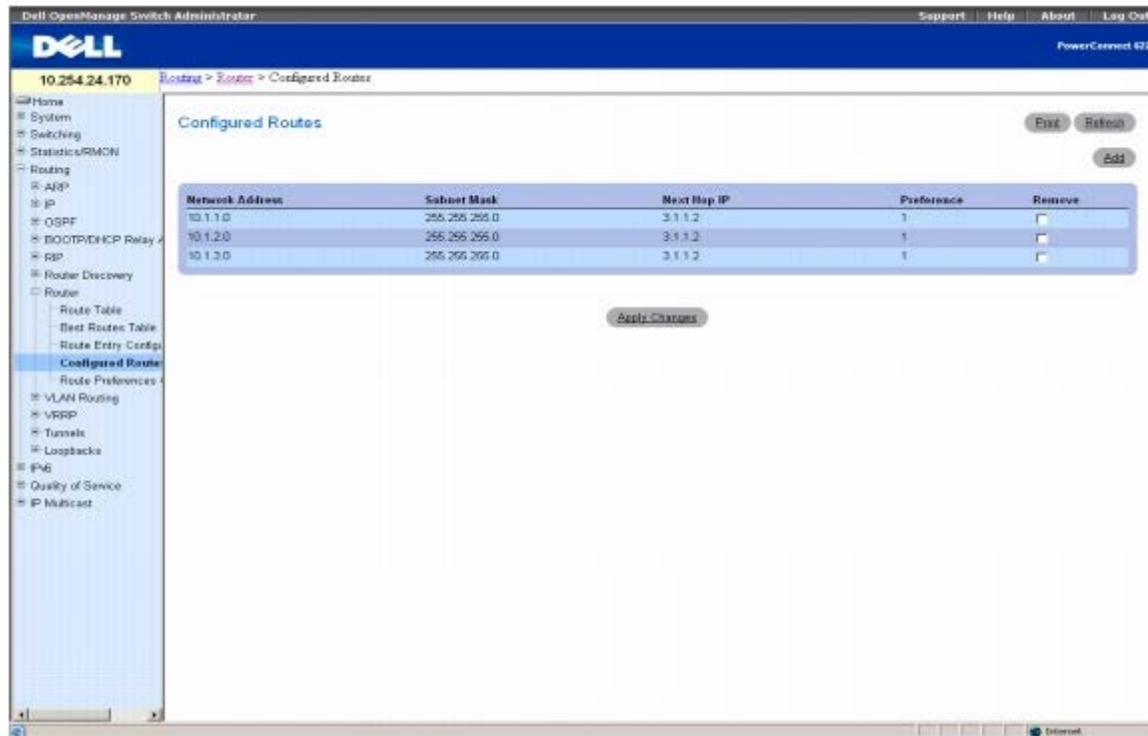 Dell OpenManage Switch Administrator
Support Help About Log Out
DELL
PowerConnect 622
10.254.24.170
Routing > Router > Configured Router
Home
System
Switching
Statistics/RMON
Routing
ARP
IP
OSPF
BOOTP/DHCP Relay A
RIP
Router Discovery
Router
Route Table
Best Routes Table
Route Entry Configu
Configured Routes
Route Preferences
VLAN Routing
VRRP
Tunnels
Loopbacks
IPv6
Quality of Service
IP Multicast
Configured Routes
Print Refresh
Add
Network Address Subnet Mask Next Hop IP Preference Remove
10.1.1.0 255.255.255.0 3.1.1.2 1
10.1.2.0 255.255.255.0 3.1.1.2 1
10.1.3.0 255.255.255.0 3.1.1.2 1
Apply Changes
Internet